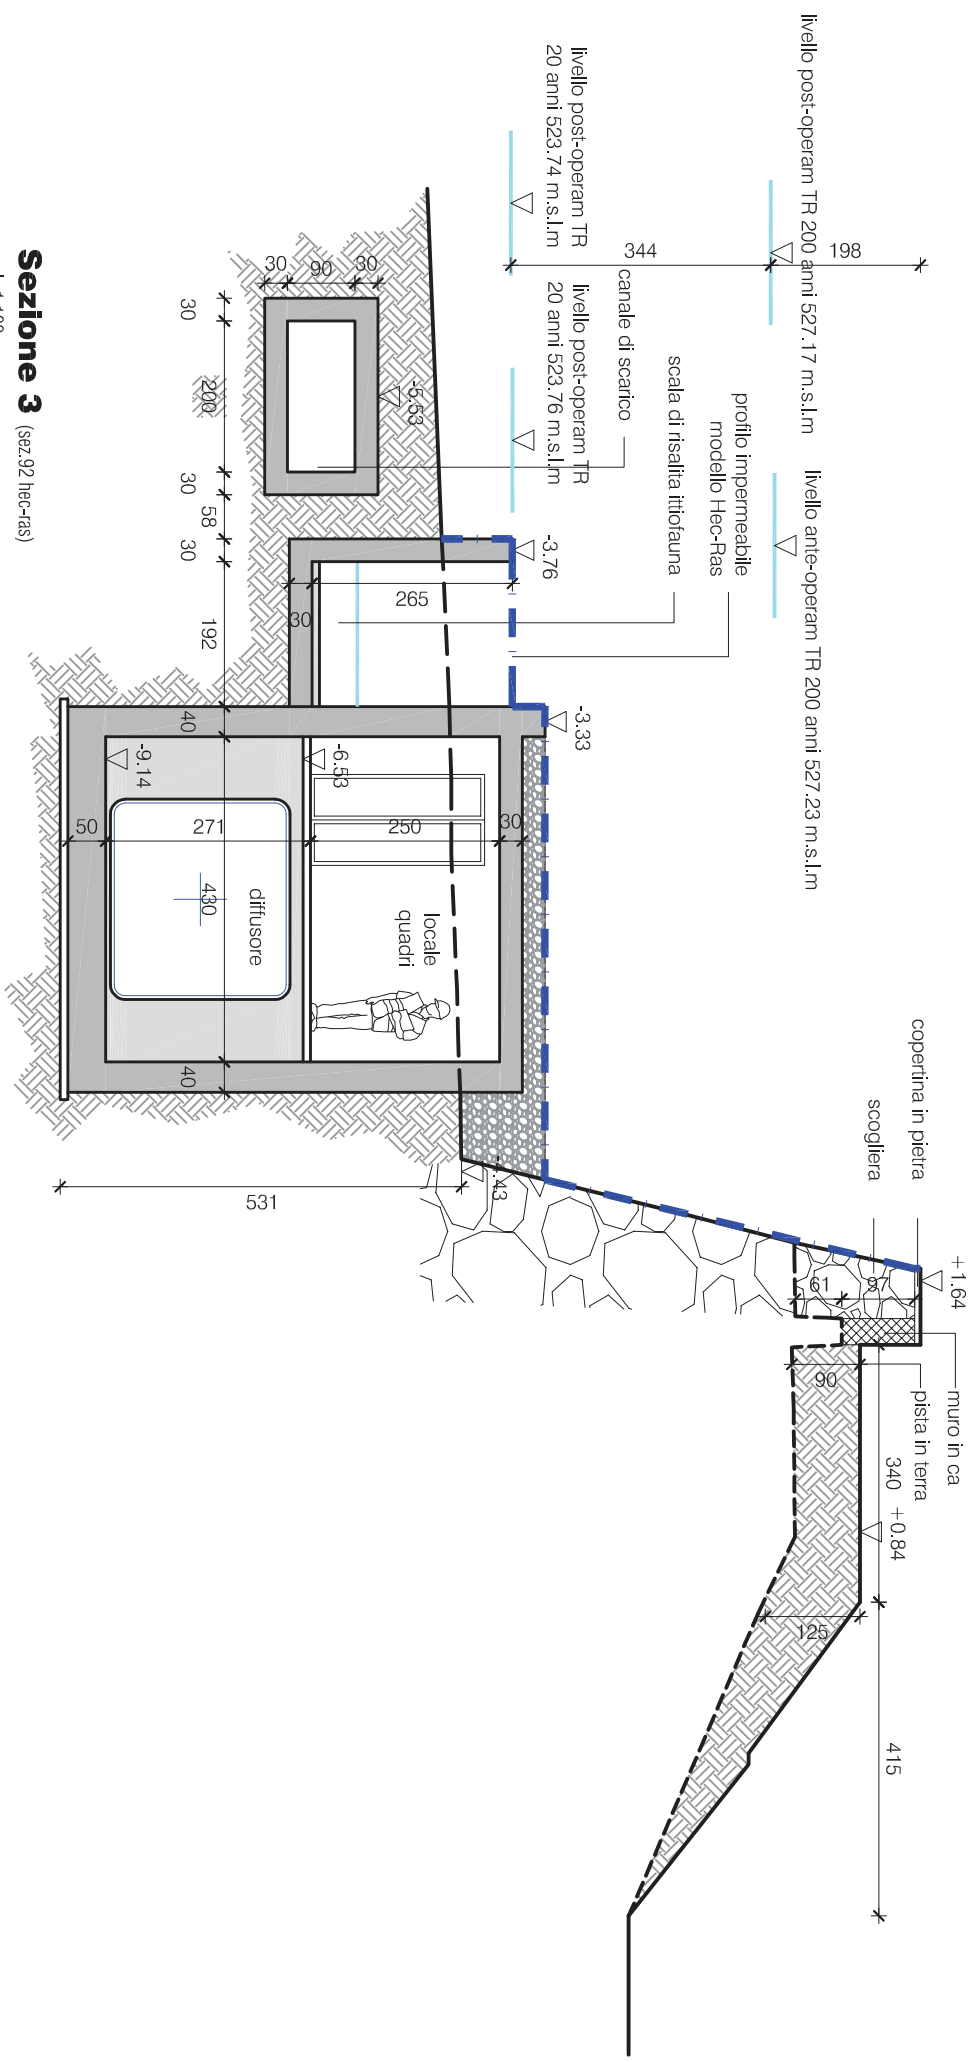 livello post-operam TR 200 anni 527.17 m.s.l.m
livello ante-operam TR 200 anni 527.23 m.s.l.m
livello post-operam TR
20 anni 523.74 m.s.l.m
livello post-operam TR
20 anni 523.76 m.s.l.m
198
344
profilo impermeabile
modello Hec-Ras
scala di risalita ittiofauna
canale di scarico
copertina in pietra
scogliera
+1.64
muro in ca
pista in terra
61
97
90
340
+0.84
125
415
-3.76
-3.33
-4.43
-5.53
30
90
30
30
200
30
58
30
192
265
30
40
-6.53
-9.14
50
271
250
30
430
diffusore
locale
quadri
40
531
Sezione 3 (sez.92 hec-ras)